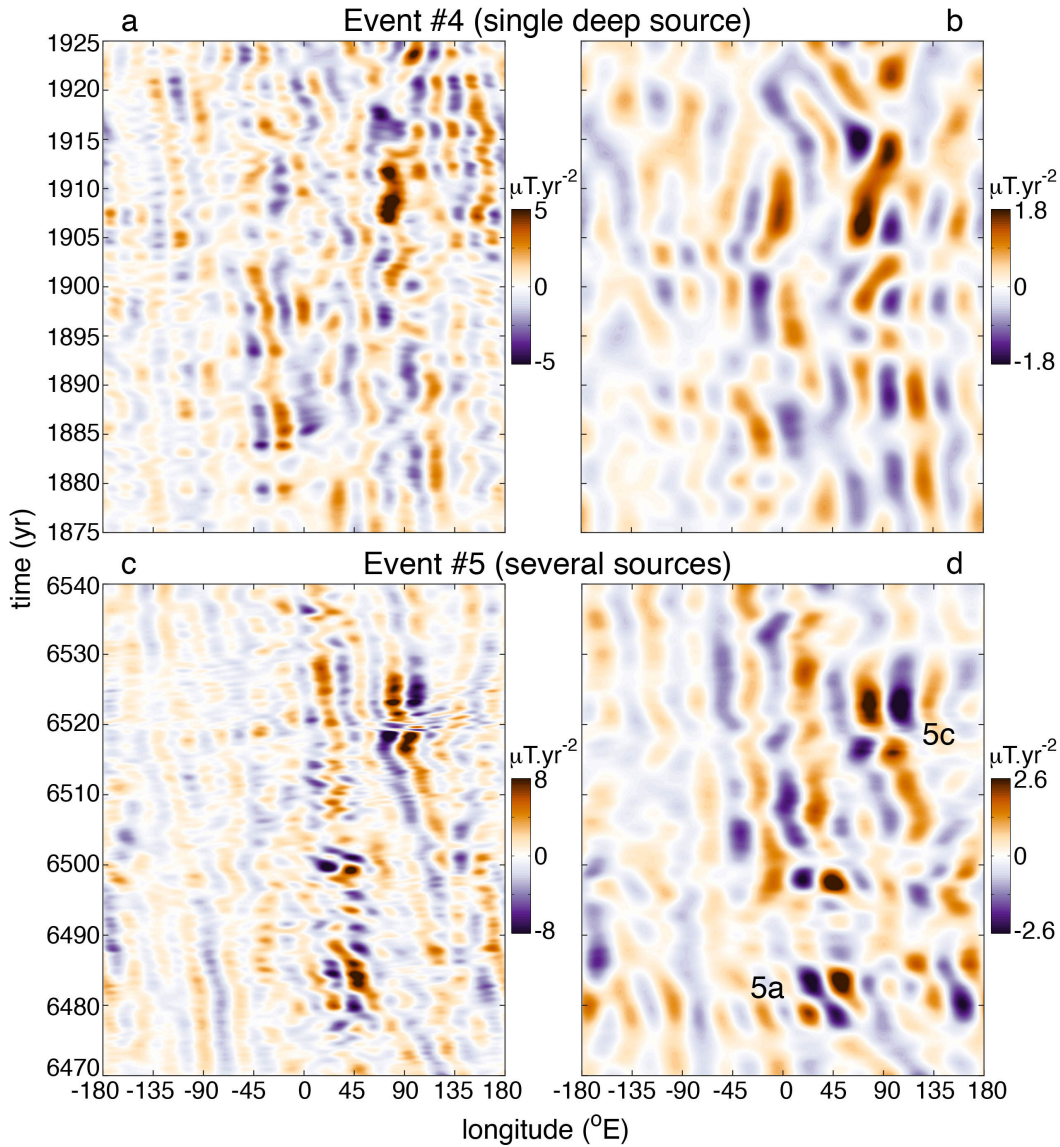 Event #4 (single deep source)
a
b
1925
1920
1915
1910
1905
1900
1895
1890
1885
1880
1875
μT.yr-2
5
0
-5
μT.yr-2
1.8
0
-1.8
time (yr)
Event #5 (several sources)
c
d
6540
6530
6520
6510
6500
6490
6480
6470
μT.yr-2
8
0
-8
5c
5a
μT.yr-2
2.6
0
-2.6
-180 -135 -90 -45 0 45 90 135 180
-180 -135 -90 -45 0 45 90 135 180
longitude (oE)